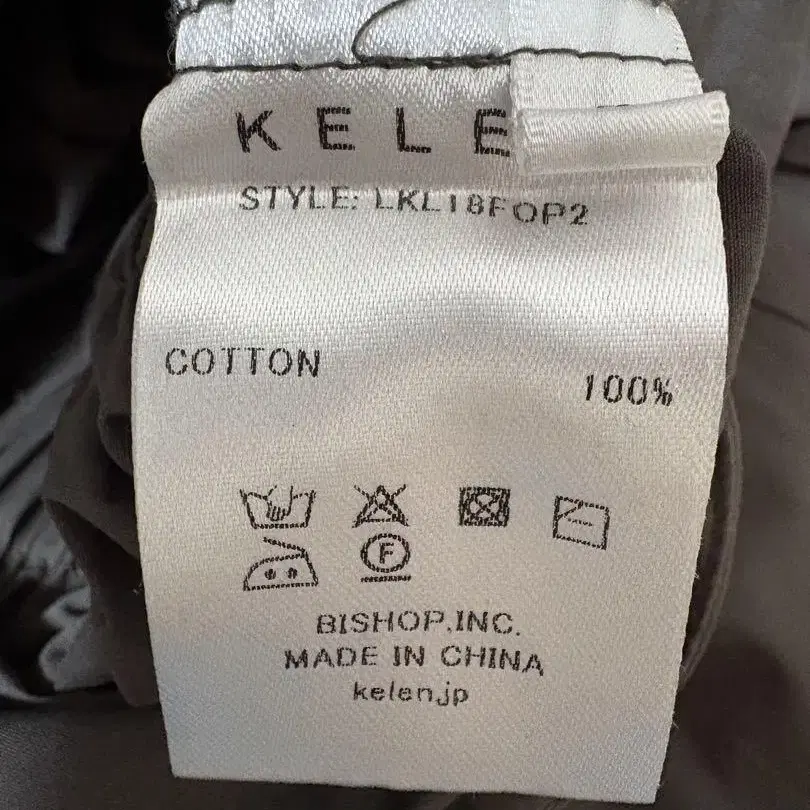 KELE
STYLE: LKL18FOP2
COTTON 100%
F
BISHOP.INC.
MADE IN CHINA
kelen.jp